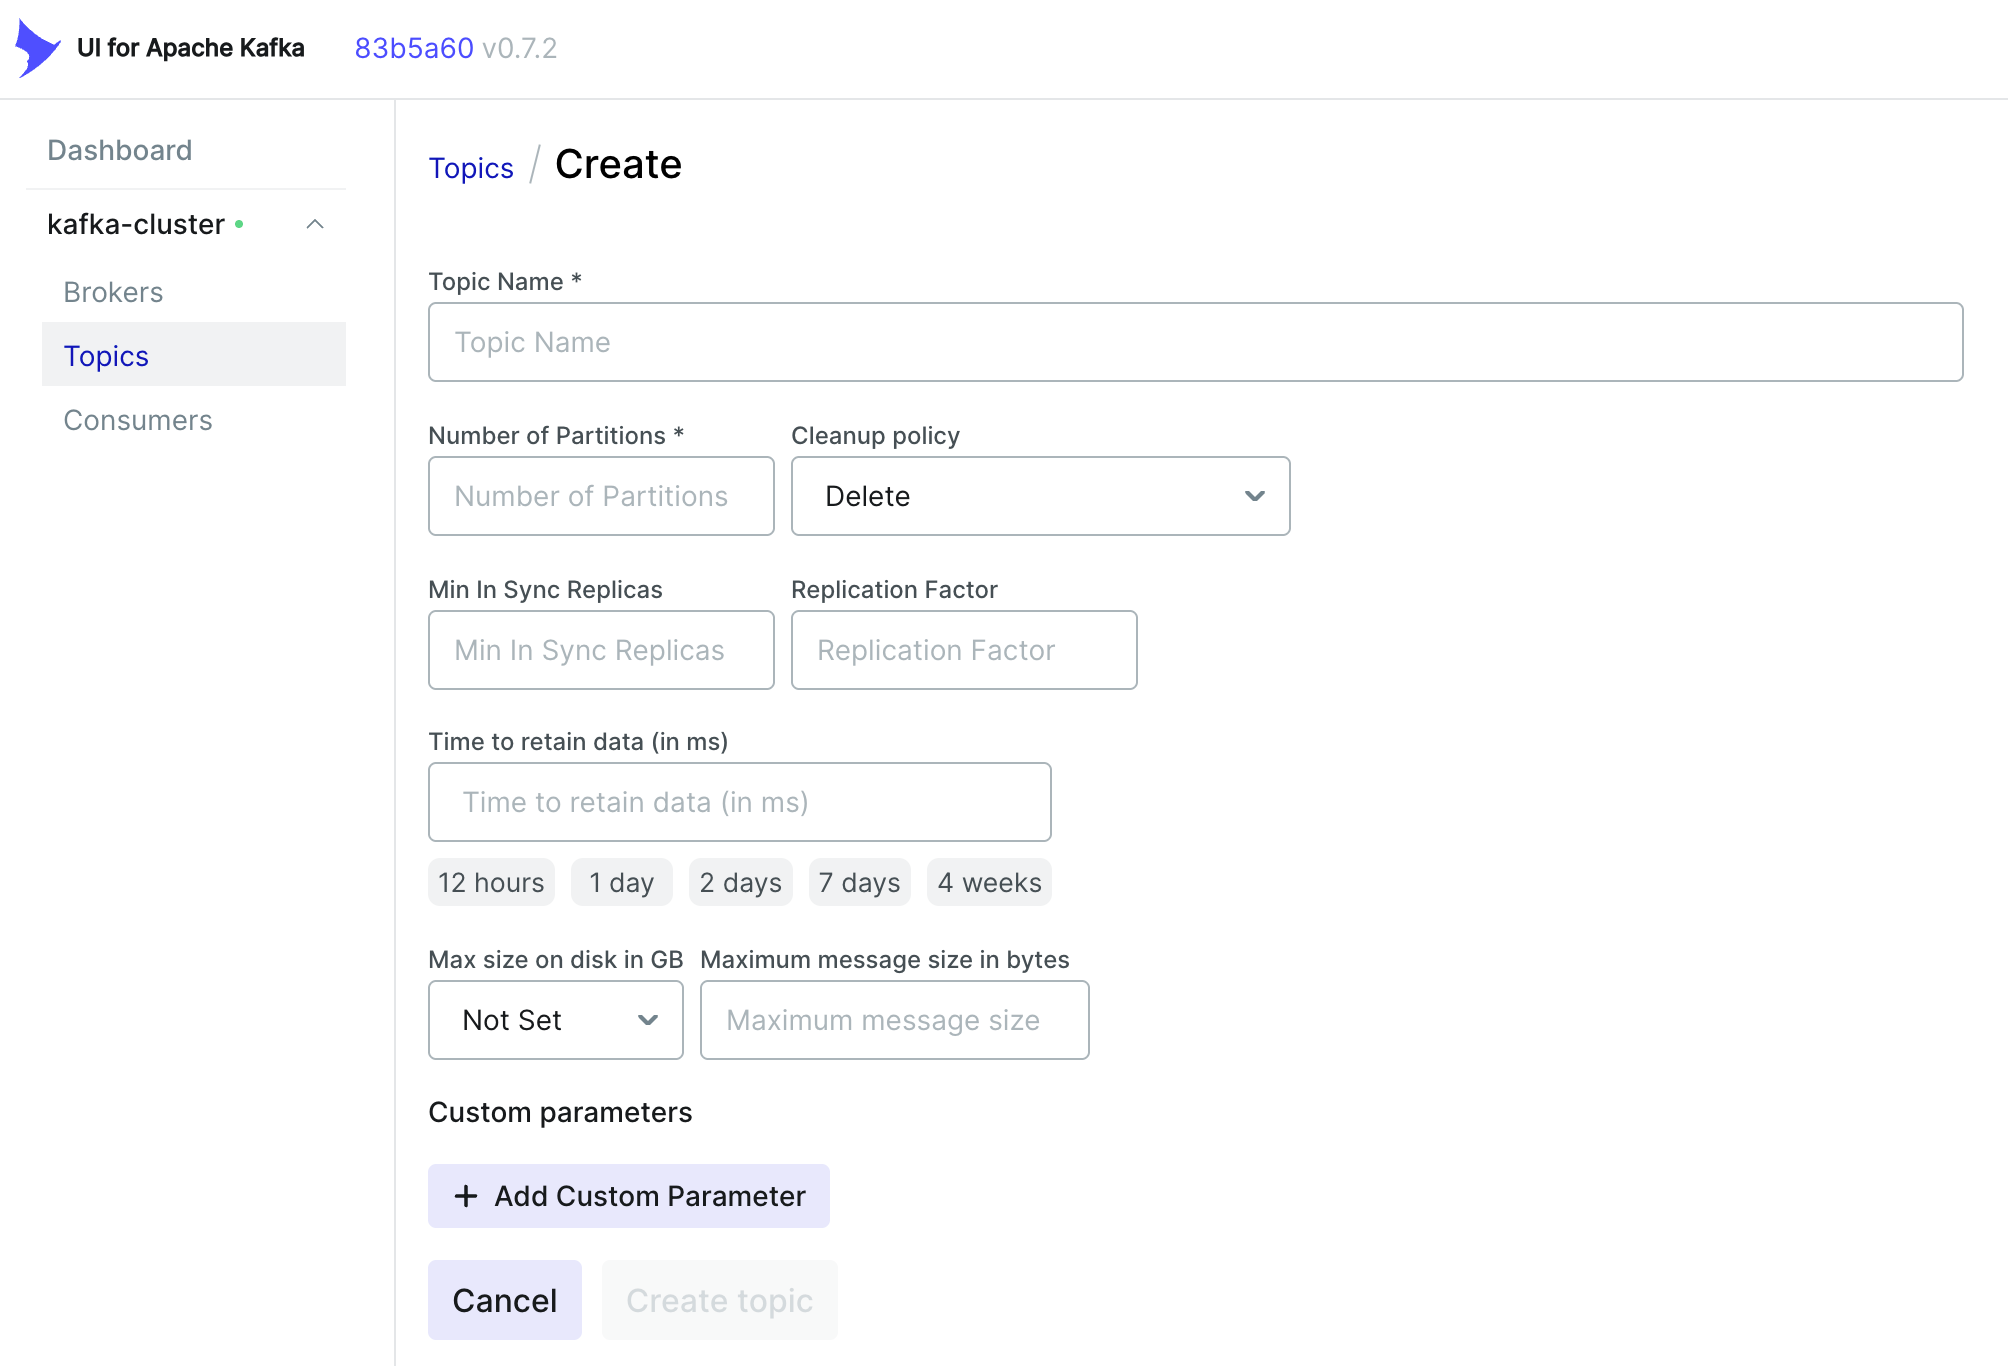 UI for Apache Kafka 83b5a60 v0.7.2
Dashboard
kafka-cluster
Brokers
Topics
Consumers
Topics / Create
Topic Name *
Topic Name
Number of Partitions * Cleanup policy
Number of Partitions Delete
Min In Sync Replicas Replication Factor
Min In Sync Replicas Replication Factor
Time to retain data (in ms)
Time to retain data (in ms)
12 hours 1 day 2 days 7 days 4 weeks
Max size on disk in GB Maximum message size in bytes
Not Set Maximum message size
Custom parameters
+ Add Custom Parameter
Cancel Create topic